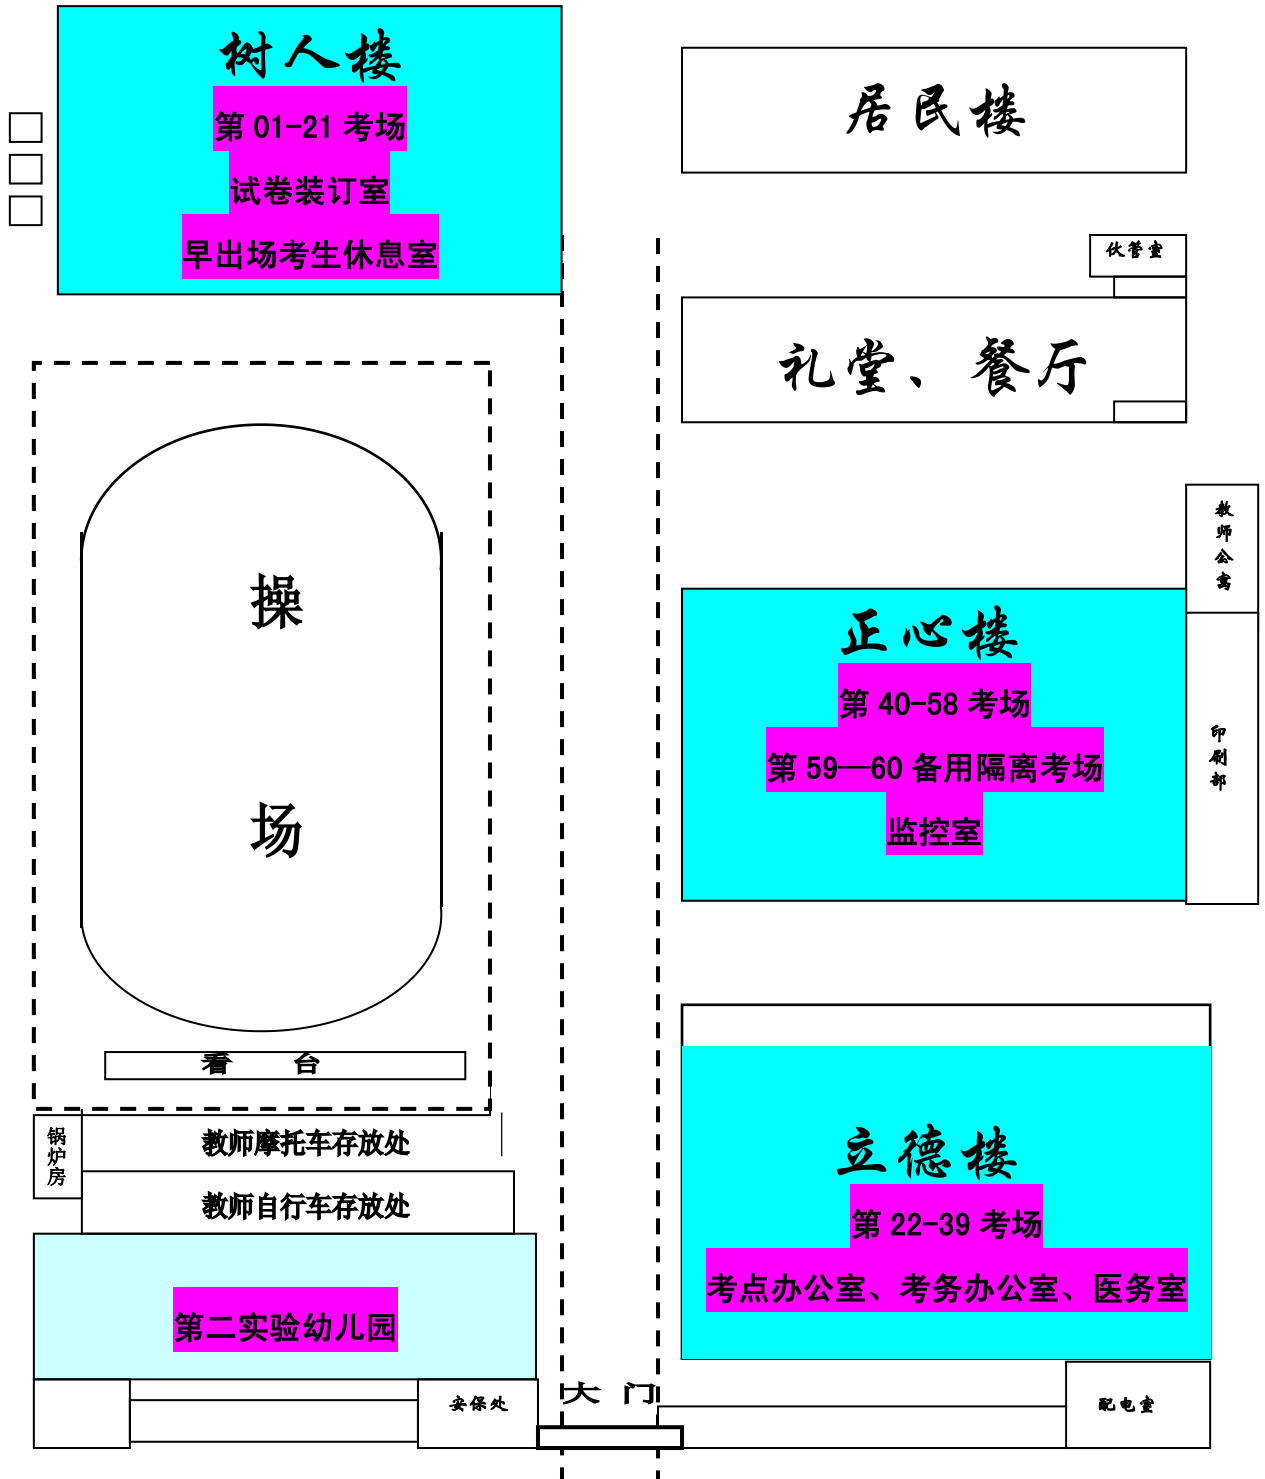 树人楼
第 01-21 考场
试卷装订室
早出场考生休息室
居民楼
伙管室
礼堂、餐厅
操场
看 台
教师公寓
正心楼
第 40-58 考场
第 59—60 备用隔离考场
监控室
印刷部
锅炉房
教师摩托车存放处
教师自行车存放处
第二实验幼儿园
立德楼
第 22-39 考场
考点办公室、考务办公室、医务室
安保处
大 门
配电室